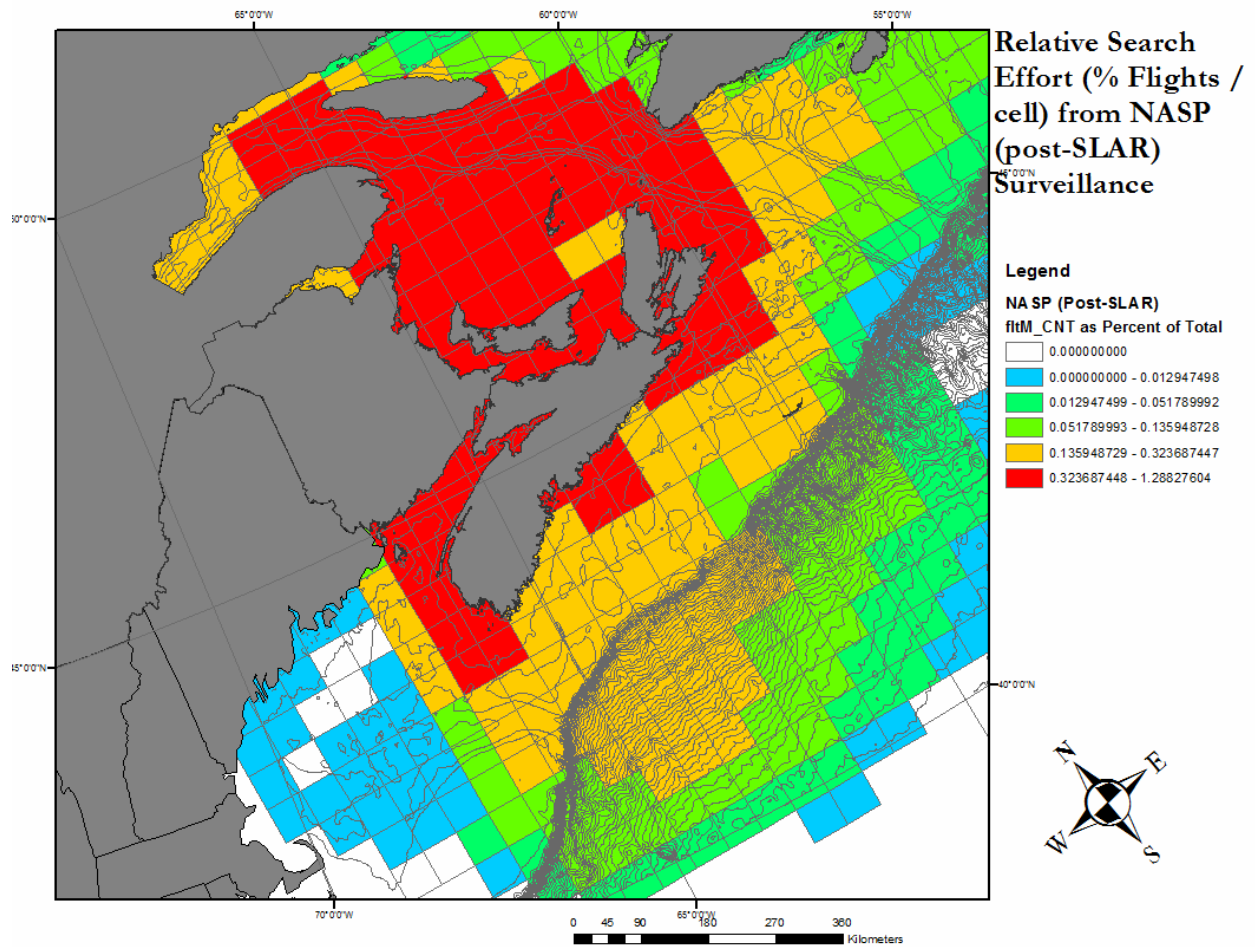 65°0'0"W
60°0'0"W
55°0'0"W
Relative Search
Effort (% Flights /
cell) from NASP
(post-SLAR)
Surveillance
45°0'0"N
50°0'0"N
Legend
NASP (Post-SLAR)
fltM_CNT as Percent of Total
0.000000000
0.000000000 - 0.012947498
0.012947499 - 0.051789992
0.051789993 - 0.135948728
0.135948729 - 0.323687447
0.323687448 - 1.28827604
45°0'0"N
40°0'0"N
N
E
W
S
70°0'0"W
65°0'0"W
0 45 90 180 270 360
Kilometers